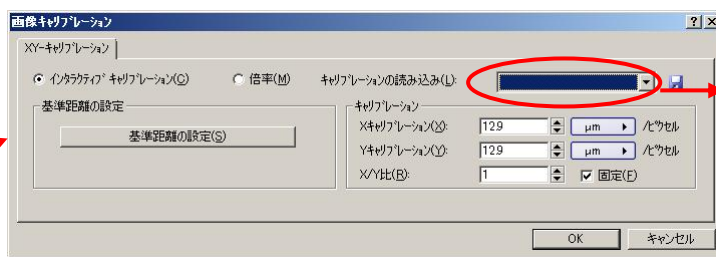 画像キャリブレーション
XY-キャリブレーション
インタラクティブ キャリブレーション(C) 倍率(M) キャリブレーションの読み込み(L):
基準距離の設定
基準距離の設定(S)
キャリブレーション
Xキャリブレーション(X): 12.9 µm /ピクセル
Yキャリブレーション(Y): 12.9 µm /ピクセル
X/Y比(R): 1 固定(F)
OK キャンセル